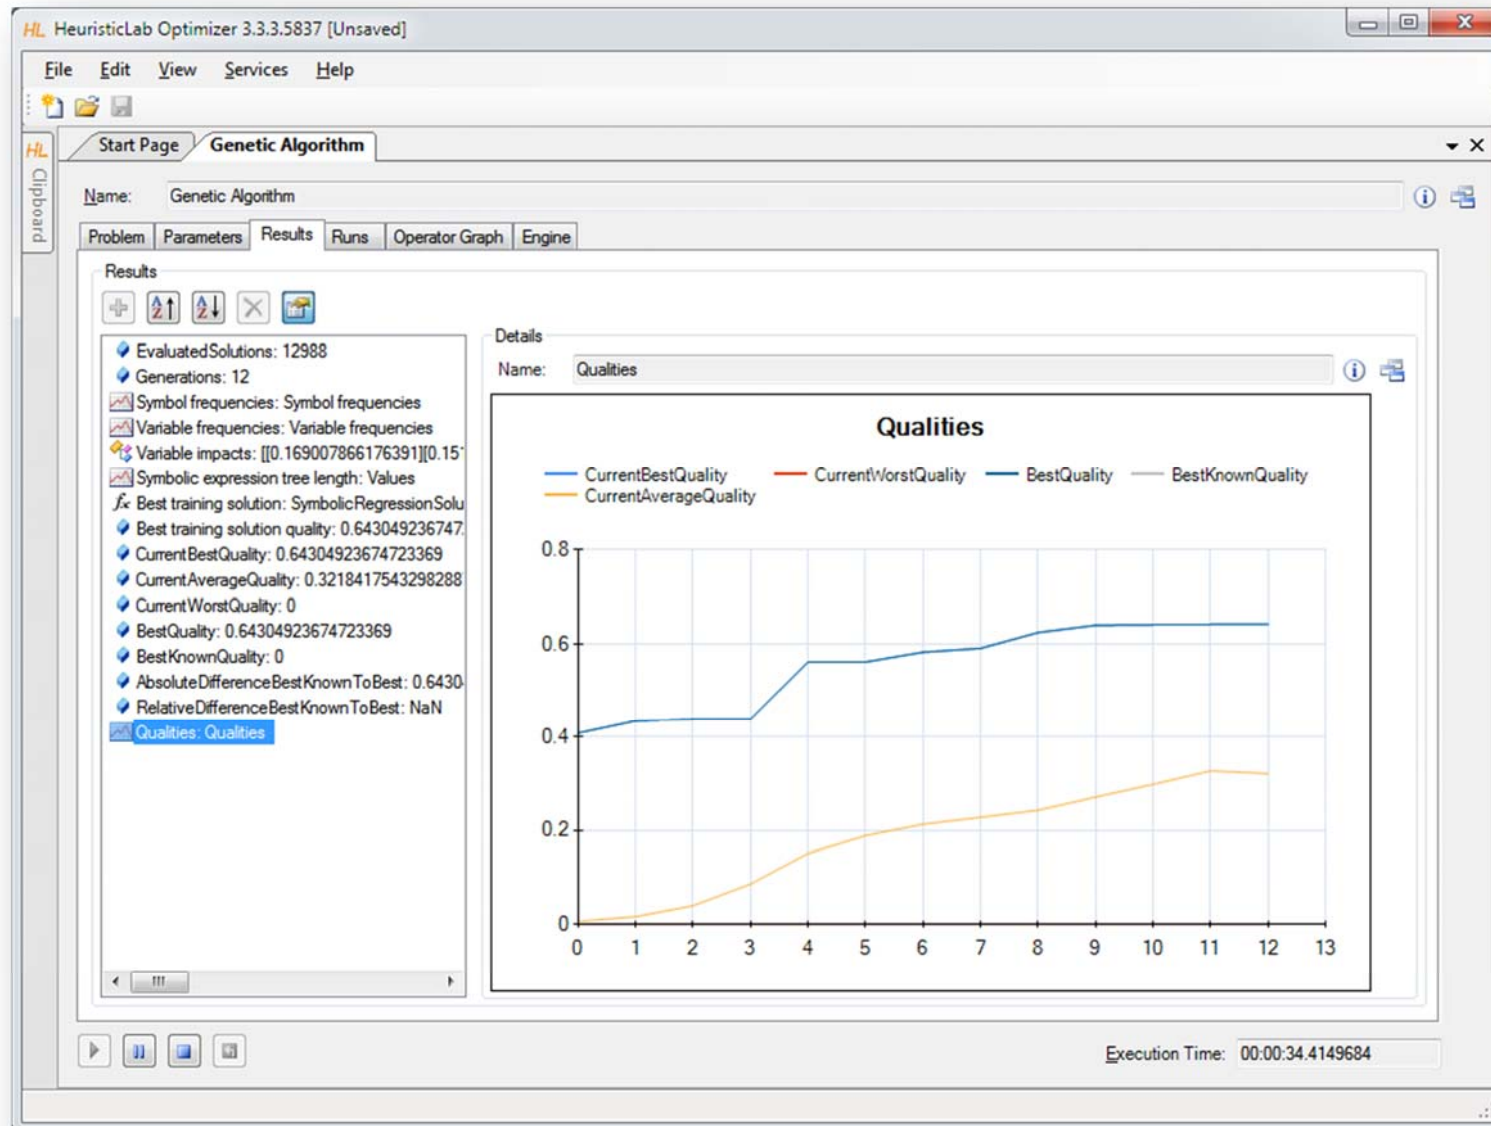 HL HeuristicLab Optimizer 3.3.3.5837 [Unsaved]
File Edit View Services Help
HL Clipboard
Start Page Genetic Algorithm
Name: Genetic Algorithm
Problem Parameters Results Runs Operator Graph Engine
Results
EvaluatedSolutions: 12988
Generations: 12
Symbol frequencies: Symbol frequencies
Variable frequencies: Variable frequencies
Variable impacts: [[0.169007866176391][0.15
Symbolic expression tree length: Values
Best training solution: SymbolicRegressionSolu
Best training solution quality: 0.643049236747
CurrentBestQuality: 0.64304923674723369
CurrentAverageQuality: 0.3218417543298288
CurrentWorstQuality: 0
BestQuality: 0.64304923674723369
BestKnownQuality: 0
AbsoluteDifferenceBestKnownToBest: 0.6430
RelativeDifferenceBestKnownToBest: NaN
Qualities: Qualities
Details
Name: Qualities
Qualities
CurrentBestQuality CurrentWorstQuality BestQuality BestKnownQuality
CurrentAverageQuality
0.8
0.6
0.4
0.2
0
0 1 2 3 4 5 6 7 8 9 10 11 12 13
Execution Time: 00:00:34.4149684